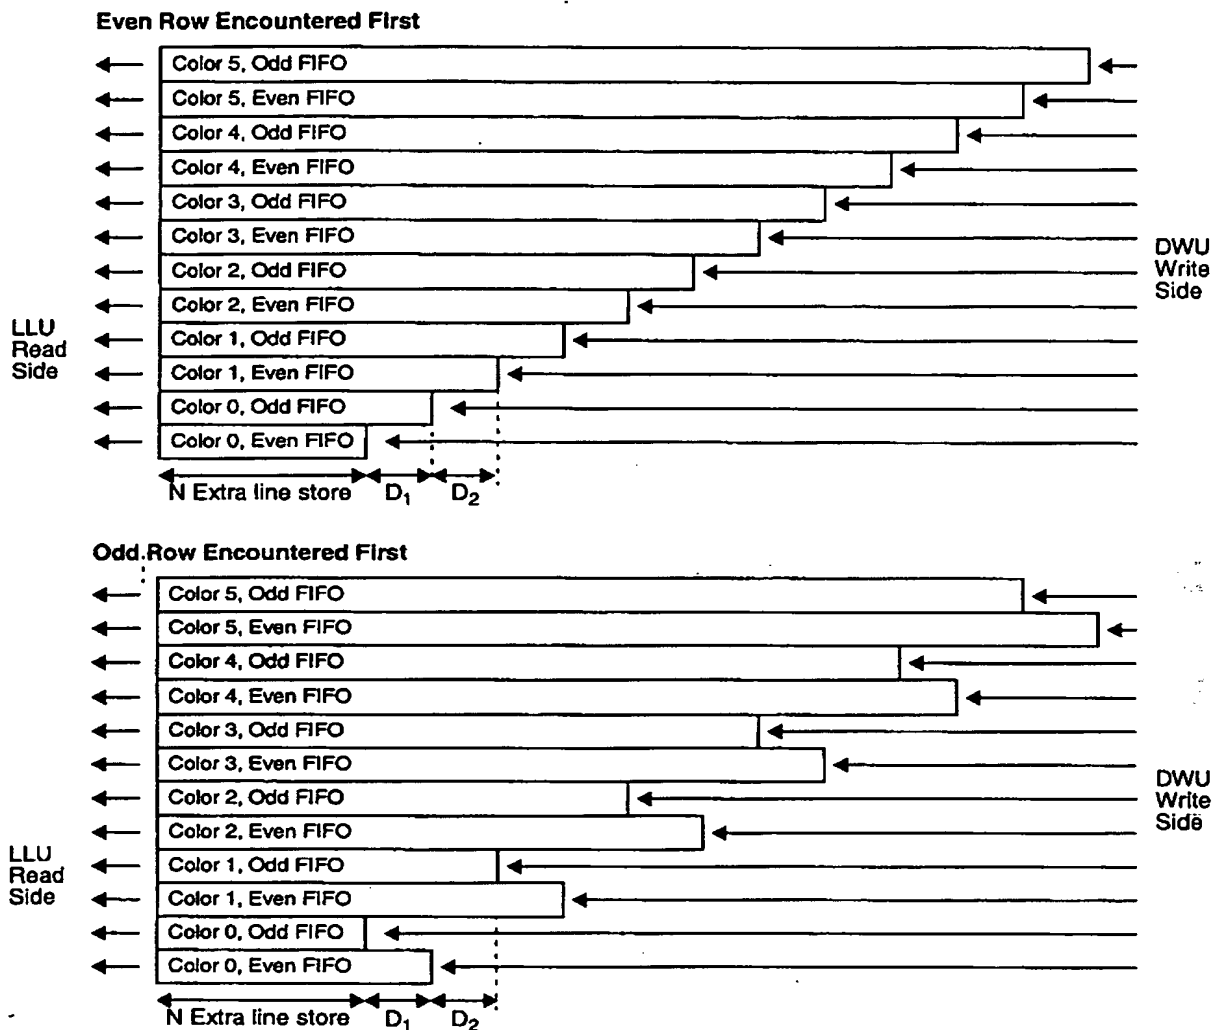 Even Row Encountered First
Color 5, Odd FIFO
Color 5, Even FIFO
Color 4, Odd FIFO
Color 4, Even FIFO
Color 3, Odd FIFO
Color 3, Even FIFO
Color 2, Odd FIFO
Color 2, Even FIFO
Color 1, Odd FIFO
Color 1, Even FIFO
Color 0, Odd FIFO
Color 0, Even FIFO
LLU
Read
Side
DWU
Write
Side
N Extra line store D₁ D₂
Odd Row Encountered First
Color 5, Odd FIFO
Color 5, Even FIFO
Color 4, Odd FIFO
Color 4, Even FIFO
Color 3, Odd FIFO
Color 3, Even FIFO
Color 2, Odd FIFO
Color 2, Even FIFO
Color 1, Odd FIFO
Color 1, Even FIFO
Color 0, Odd FIFO
Color 0, Even FIFO
LLU
Read
Side
DWU
Write
Side
N Extra line store D₁ D₂